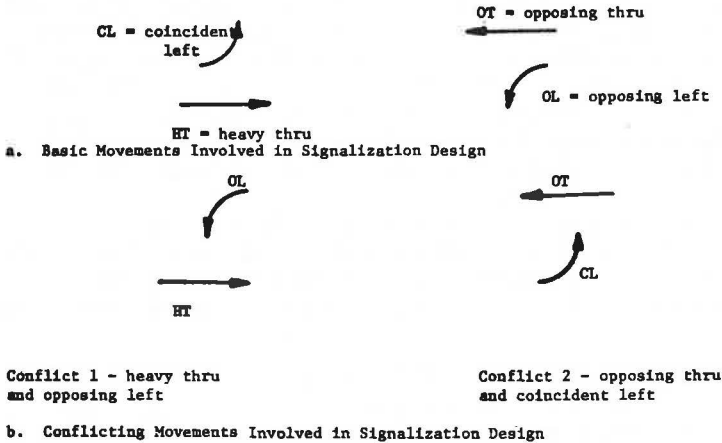 CL = coincident
left
OT = opposing thru
OL = opposing left
HT = heavy thru
a. Basic Movements Involved in Signalization Design
OL
HT
OT
CL
Conflict 1 - heavy thru
and opposing left
Conflict 2 - opposing thru
and coincident left
b. Conflicting Movements Involved in Signalization Design